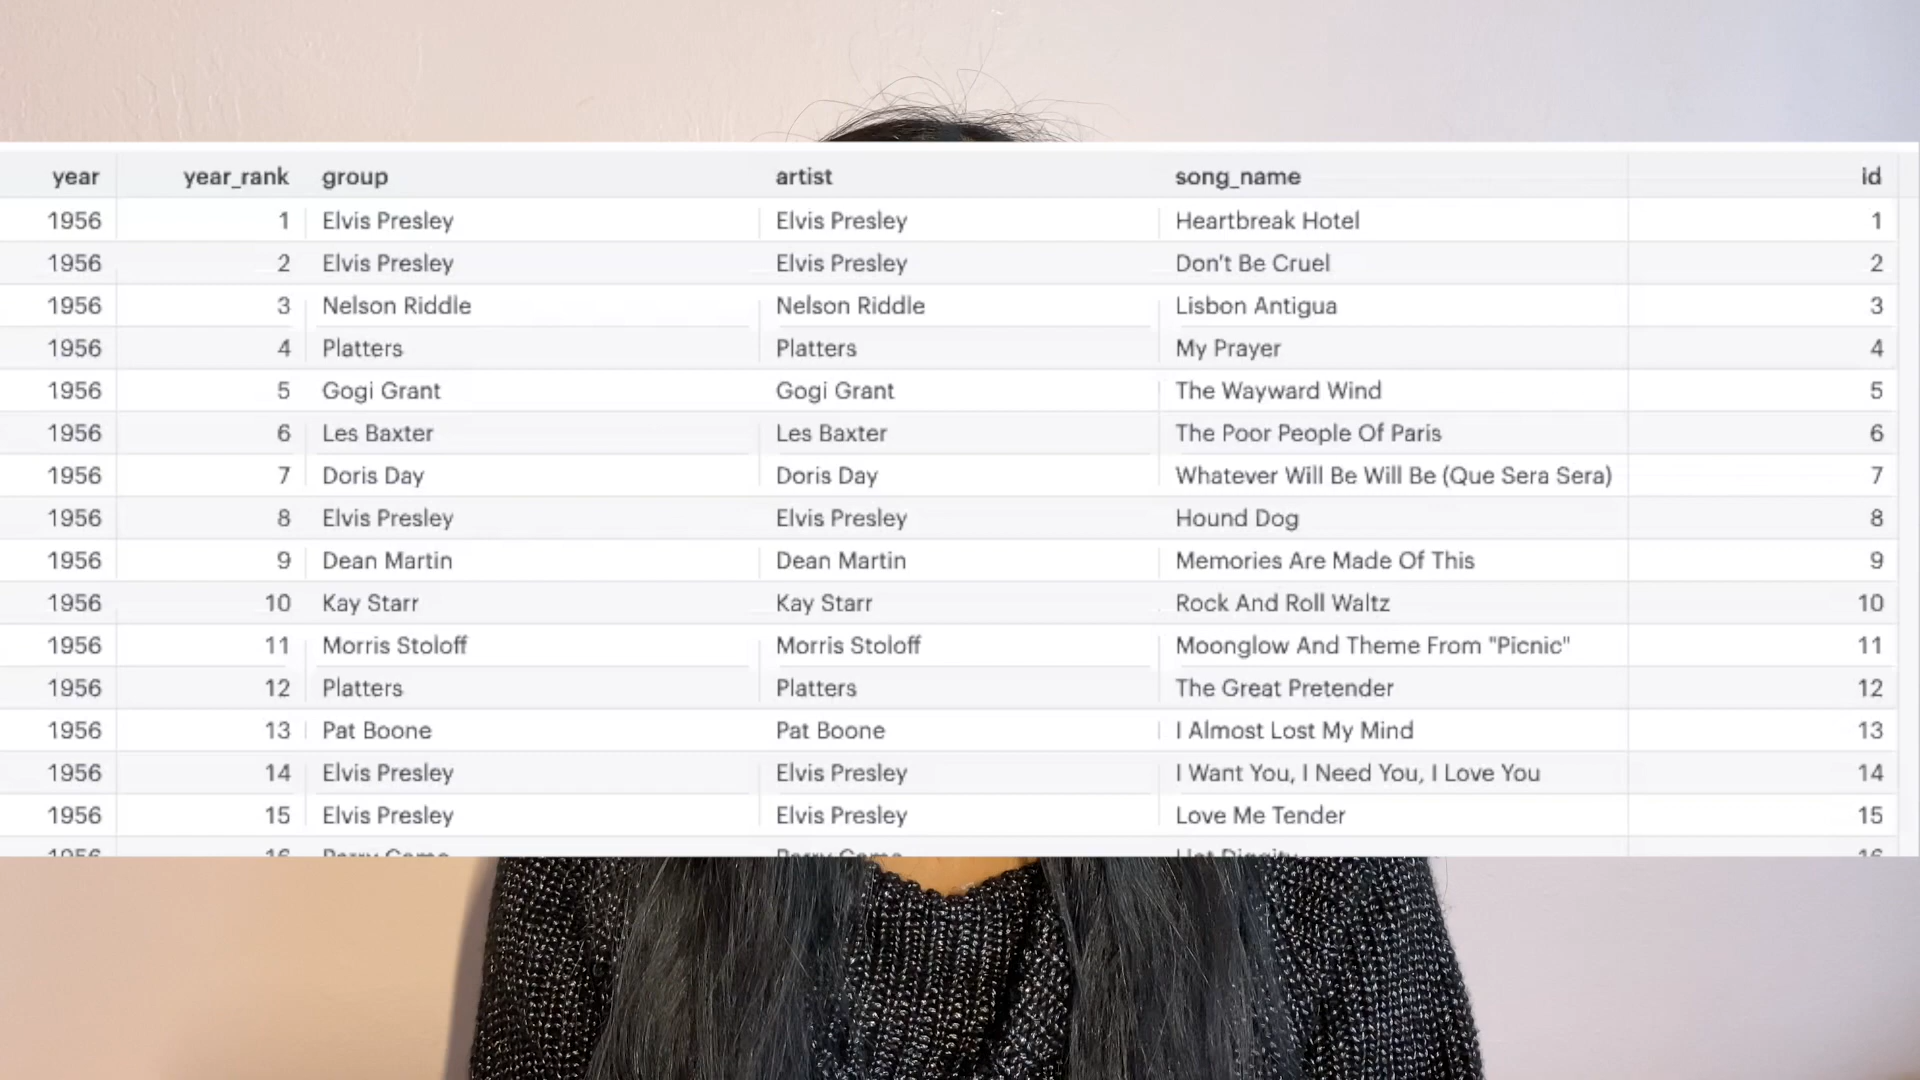 year year_rank group artist song_name id
1956 1 Elvis Presley Elvis Presley Heartbreak Hotel 1
1956 2 Elvis Presley Elvis Presley Don't Be Cruel 2
1956 3 Nelson Riddle Nelson Riddle Lisbon Antigua 3
1956 4 Platters Platters My Prayer 4
1956 5 Gogi Grant Gogi Grant The Wayward Wind 5
1956 6 Les Baxter Les Baxter The Poor People Of Paris 6
1956 7 Doris Day Doris Day Whatever Will Be Will Be (Que Sera Sera) 7
1956 8 Elvis Presley Elvis Presley Hound Dog 8
1956 9 Dean Martin Dean Martin Memories Are Made Of This 9
1956 10 Kay Starr Kay Starr Rock And Roll Waltz 10
1956 11 Morris Stoloff Morris Stoloff Moonglow And Theme From "Picnic" 11
1956 12 Platters Platters The Great Pretender 12
1956 13 Pat Boone Pat Boone I Almost Lost My Mind 13
1956 14 Elvis Presley Elvis Presley I Want You, I Need You, I Love You 14
1956 15 Elvis Presley Elvis Presley Love Me Tender 15